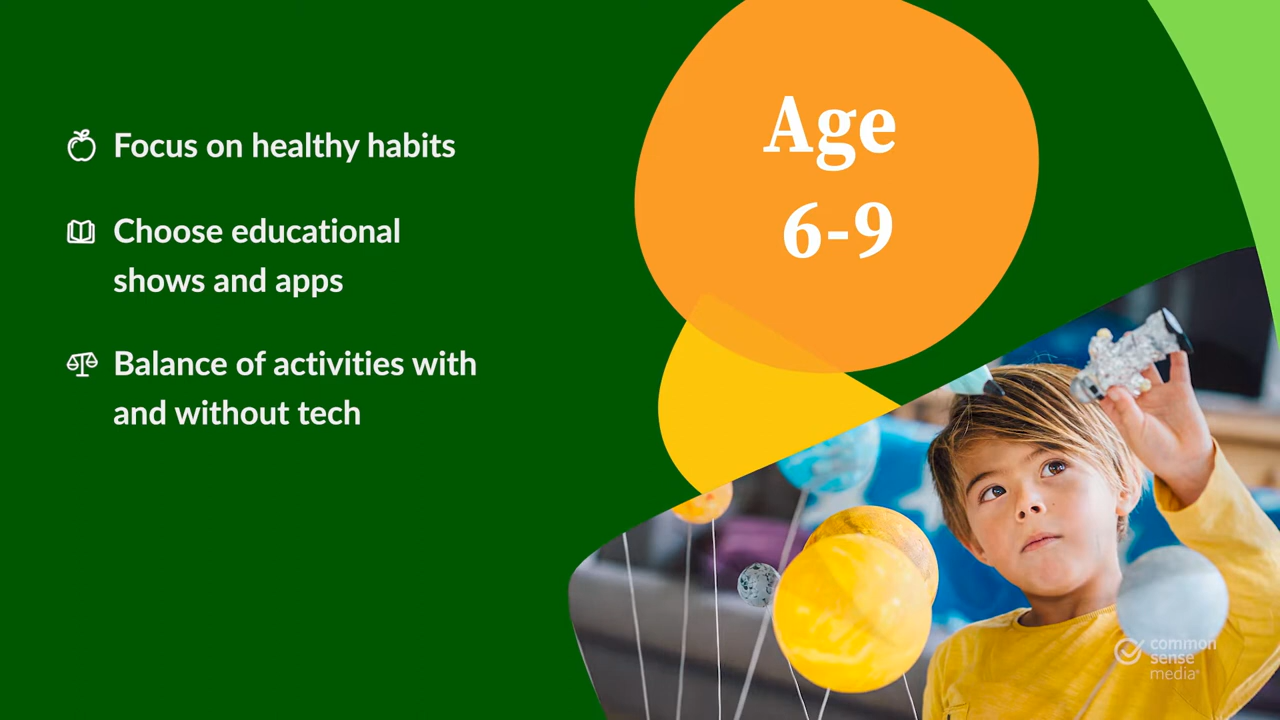 Focus on healthy habits
Choose educational
shows and apps
Balance of activities with
and without tech
Age
6-9
common
sense
media®